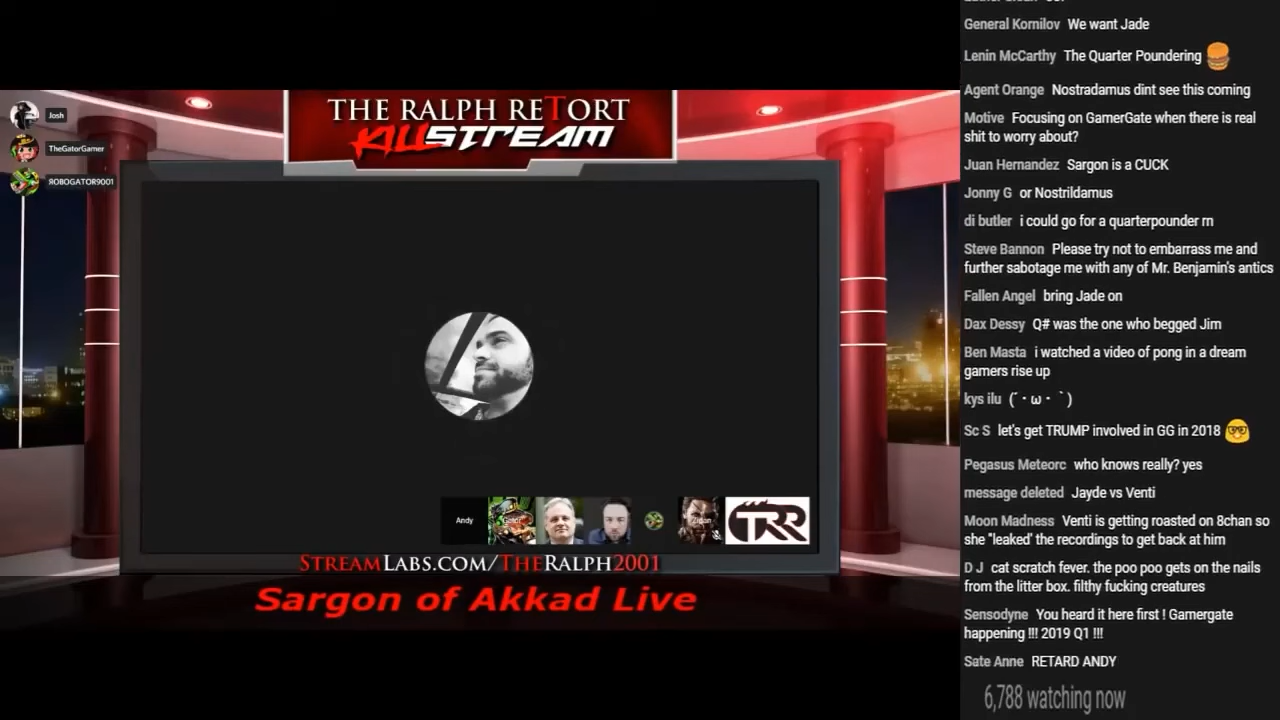 Josh
TheGatorGamer
ROBOGATOR9001
THE RALPH RETORT
KILLSTREAM
Andy
TRR
STREAMLABS.COM/THERALPH2001
Sargon of Akkad Live
General Kornilov We want Jade
Lenin McCarthy The Quarter Poundering 🍔
Agent Orange Nostradamus dint see this coming
Motive Focusing on GamerGate when there is real
shit to worry about?
Juan Hernandez Sargon is a CUCK
Jonny G or Nostrildamus
di butler i could go for a quarterpounder rn
Steve Bannon Please try not to embarrass me and
further sabotage me with any of Mr. Benjamin's antics
Fallen Angel bring Jade on
Dax Dessy Q# was the one who begged Jim
Ben Masta i watched a video of pong in a dream
gamers rise up
kys ilu (´・ω・`)
Sc S let's get TRUMP involved in GG in 2018 🤓
Pegasus Meteorc who knows really? yes
message deleted Jayde vs Venti
Moon Madness Venti is getting roasted on 8chan so
she "leaked' the recordings to get back at him
D J cat scratch fever. the poo poo gets on the nails
from the litter box. filthy fucking creatures
Sensodyne You heard it here first ! Gamergate
happening !!! 2019 Q1 !!!
Sate Anne RETARD ANDY
6,788 watching now